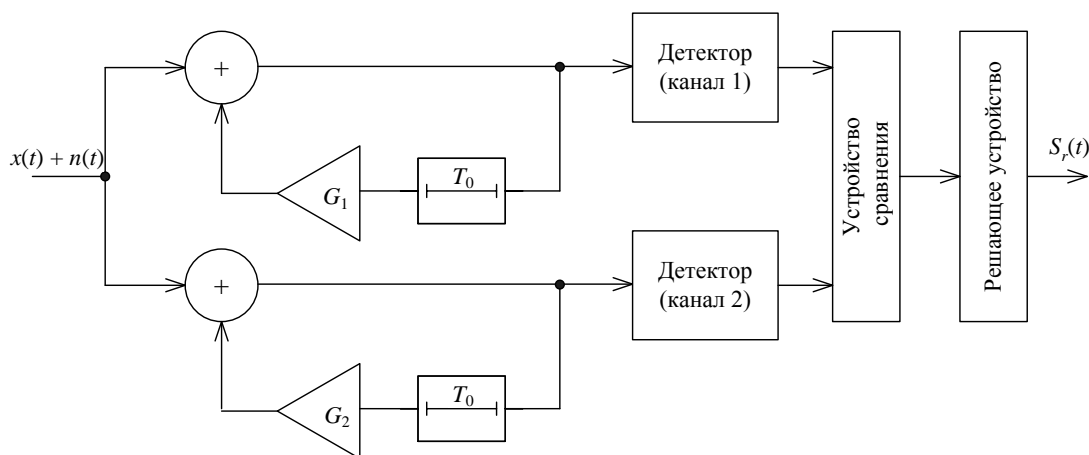 x(t) + n(t)
+
G₁
T₀
Детектор
(канал 1)
+
G₂
T₀
Детектор
(канал 2)
Устройство
сравнения
Решающее устройство
Sᵣ(t)